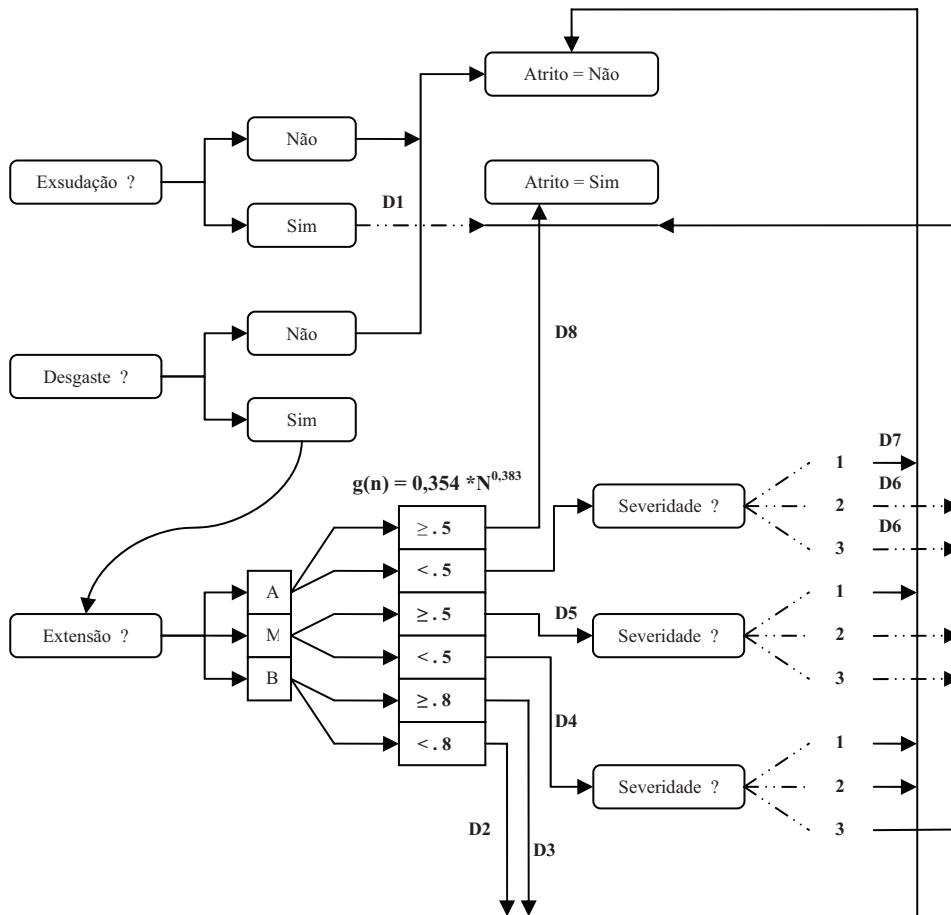 Atrito = Não
Não
Exsudação ?
Atrito = Sim
D1
Sim
Não
D8
Desgaste ?
Sim
D7
1
g(n) = 0,354 *N^0,383
D6
Severidade ?
2
≥ . 5
D6
3
< . 5
A
1
≥ . 5
D5
Extensão ?
M
Severidade ?
2
< . 5
B
3
≥ . 8
D4
< . 8
1
Severidade ?
2
D2
3
D3